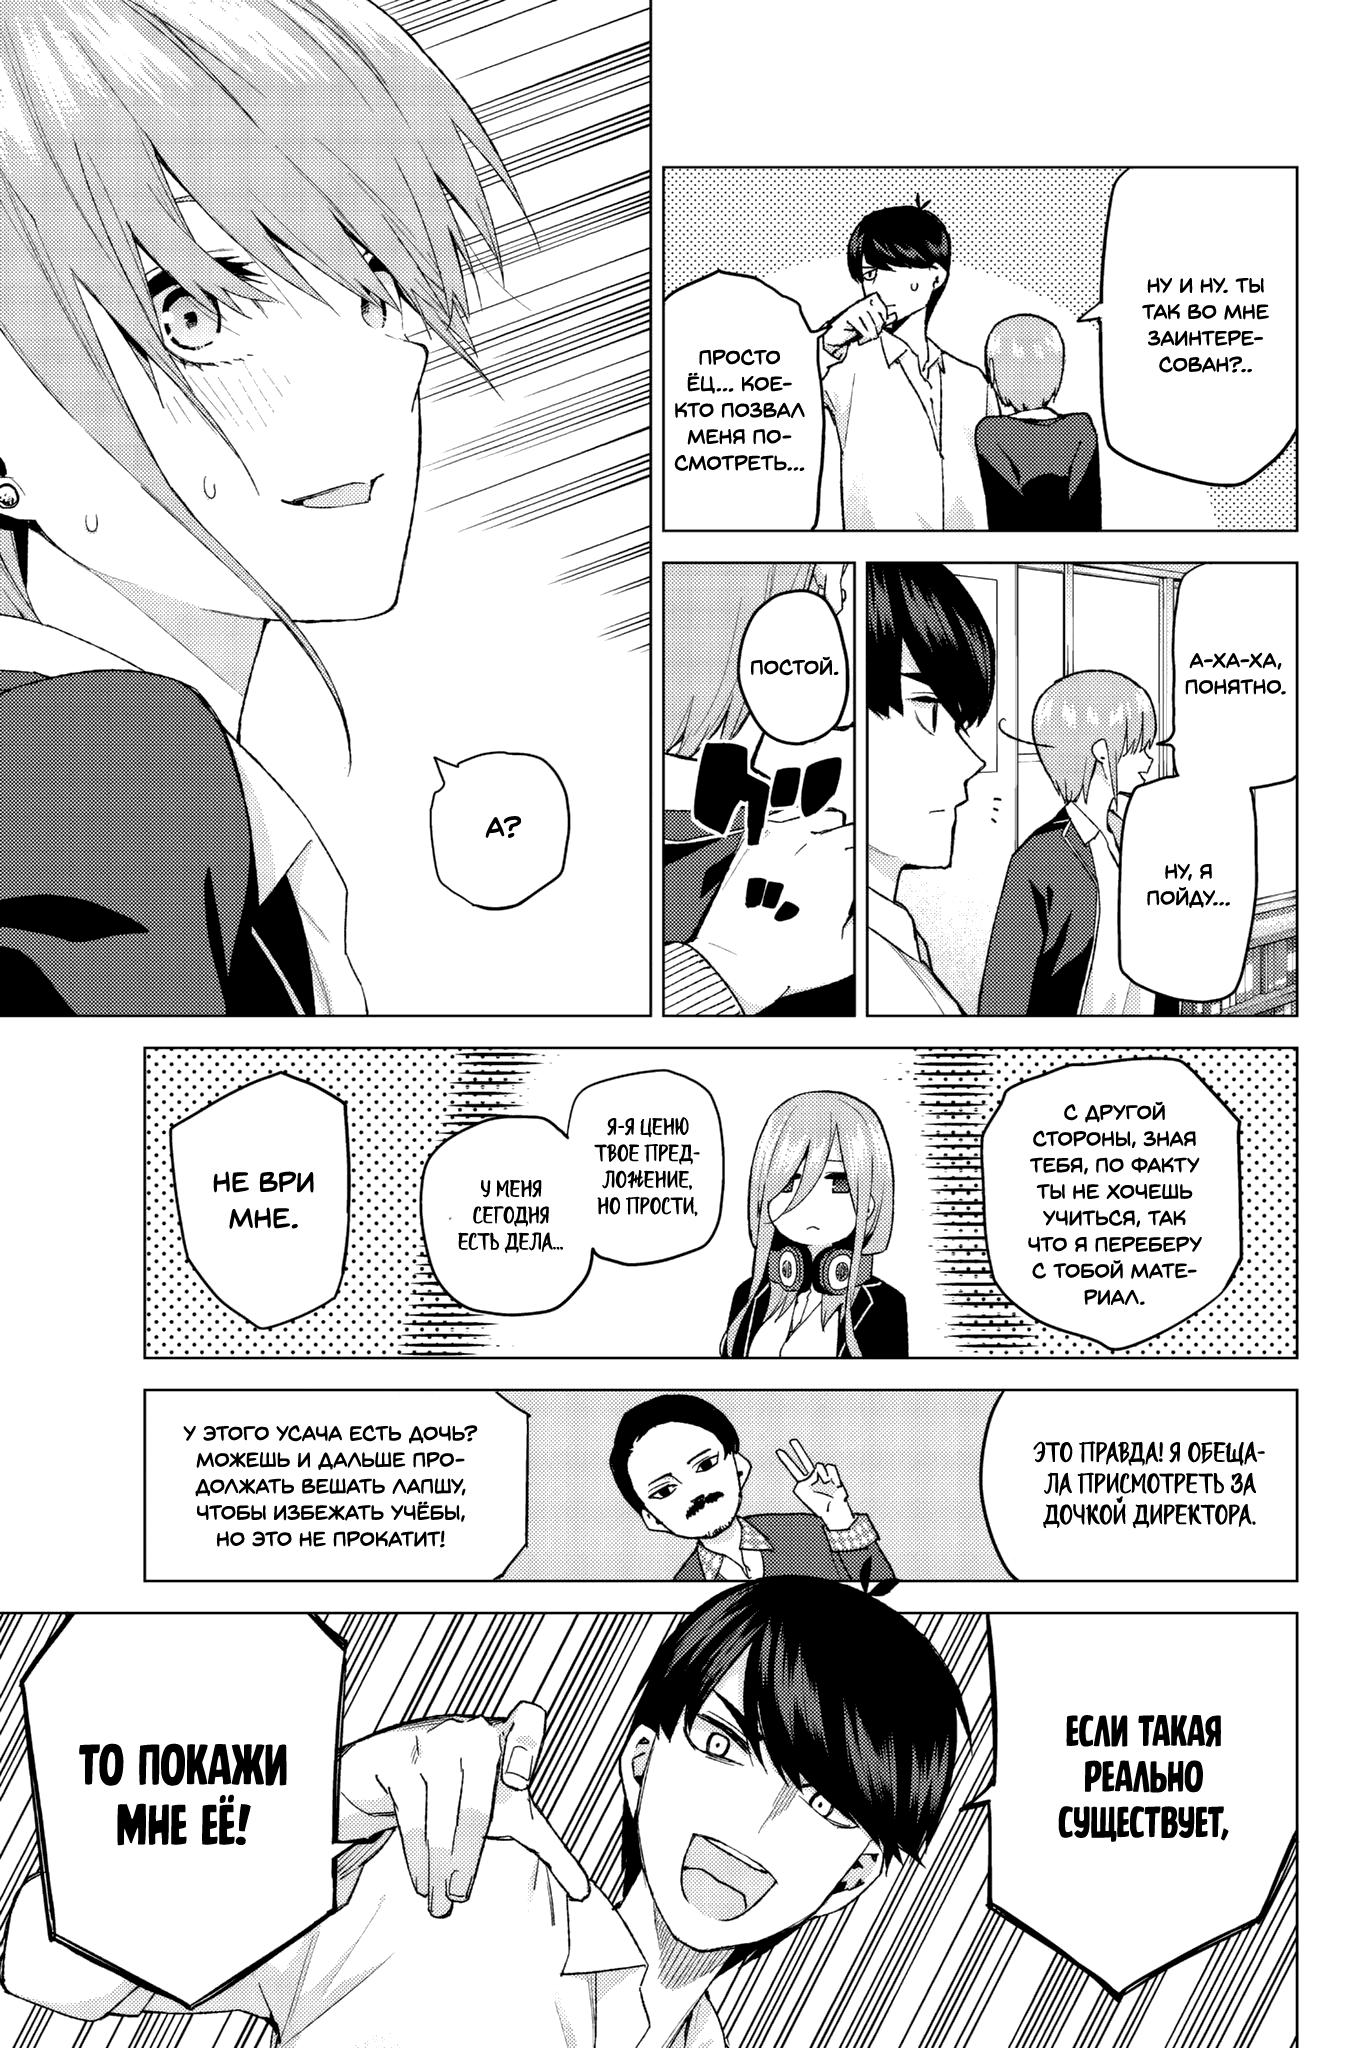 НУ И НУ. ТЫ
ТАК ВО МНЕ
ЗАИНТЕРЕ-
СОВАН?..
ПРОСТО
ЁЦ... КОЕ-
КТО ПОЗВАЛ
МЕНЯ ПО-
СМОТРЕТЬ...
А-ХА-ХА,
ПОНЯТНО.
НУ, Я
ПОЙДУ...
ПОСТОЙ.
А?
С ДРУГОЙ
СТОРОНЫ, ЗНАЯ
ТЕБЯ, ПО ФАКТУ
ТЫ НЕ ХОЧЕШЬ
УЧИТЬСЯ, ТАК
ЧТО Я ПЕРЕБЕРУ
С ТОБОЙ МАТЕ-
РИАЛ.
Я-Я ЦЕНЮ
ТВОЕ ПРЕД-
ЛОЖЕНИЕ,
НО ПРОСТИ,
У МЕНЯ
СЕГОДНЯ
ЕСТЬ ДЕЛА...
НЕ ВРИ
МНЕ.
ЭТО ПРАВДА! Я ОБЕЩА-
ЛА ПРИСМОТРЕТЬ ЗА
ДОЧКОЙ ДИРЕКТОРА.
У ЭТОГО УСАЧА ЕСТЬ ДОЧЬ?
МОЖЕШЬ И ДАЛЬШЕ ПРО-
ДОЛЖАТЬ ВЕШАТЬ ЛАПШУ,
ЧТОБЫ ИЗБЕЖАТЬ УЧЁБЫ,
НО ЭТО НЕ ПРОКАТИТ!
ЕСЛИ ТАКАЯ
РЕАЛЬНО
СУЩЕСТВУЕТ,
ТО ПОКАЖИ
МНЕ ЕЁ!